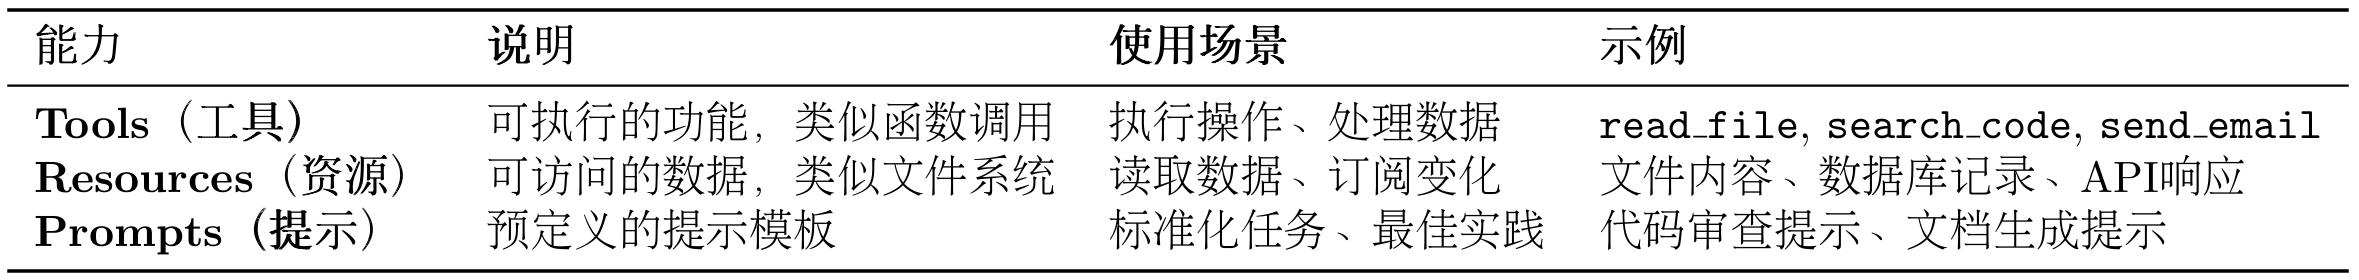 能力 说明 使用场景 示例
Tools（工具） 可执行的功能，类似函数调用 执行操作、处理数据 read_file, search_code, send_email
Resources（资源） 可访问的数据，类似文件系统 读取数据、订阅变化 文件内容、数据库记录、API响应
Prompts（提示） 预定义的提示模板 标准化任务、最佳实践 代码审查提示、文档生成提示